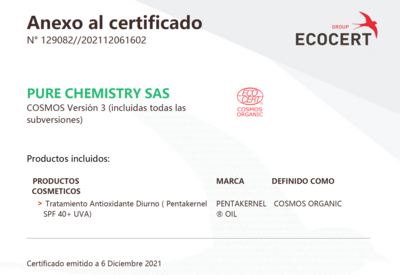 Anexo al certificado
N° 129082//202112061602
GROUP
ECOCERT
PURE CHEMISTRY SAS
COSMOS Versión 3 (incluidas todas las
subversiones)
ECO
CERT
COSMOS
ORGANIC
Productos incluidos:
PRODUCTOS MARCA DEFINIDO COMO
COSMETICOS
> Tratamiento Antioxidante Diurno ( Pentakernel PENTAKERNEL COSMOS ORGANIC
SPF 40+ UVA) ® OIL
Certificado emitido a 6 Diciembre 2021